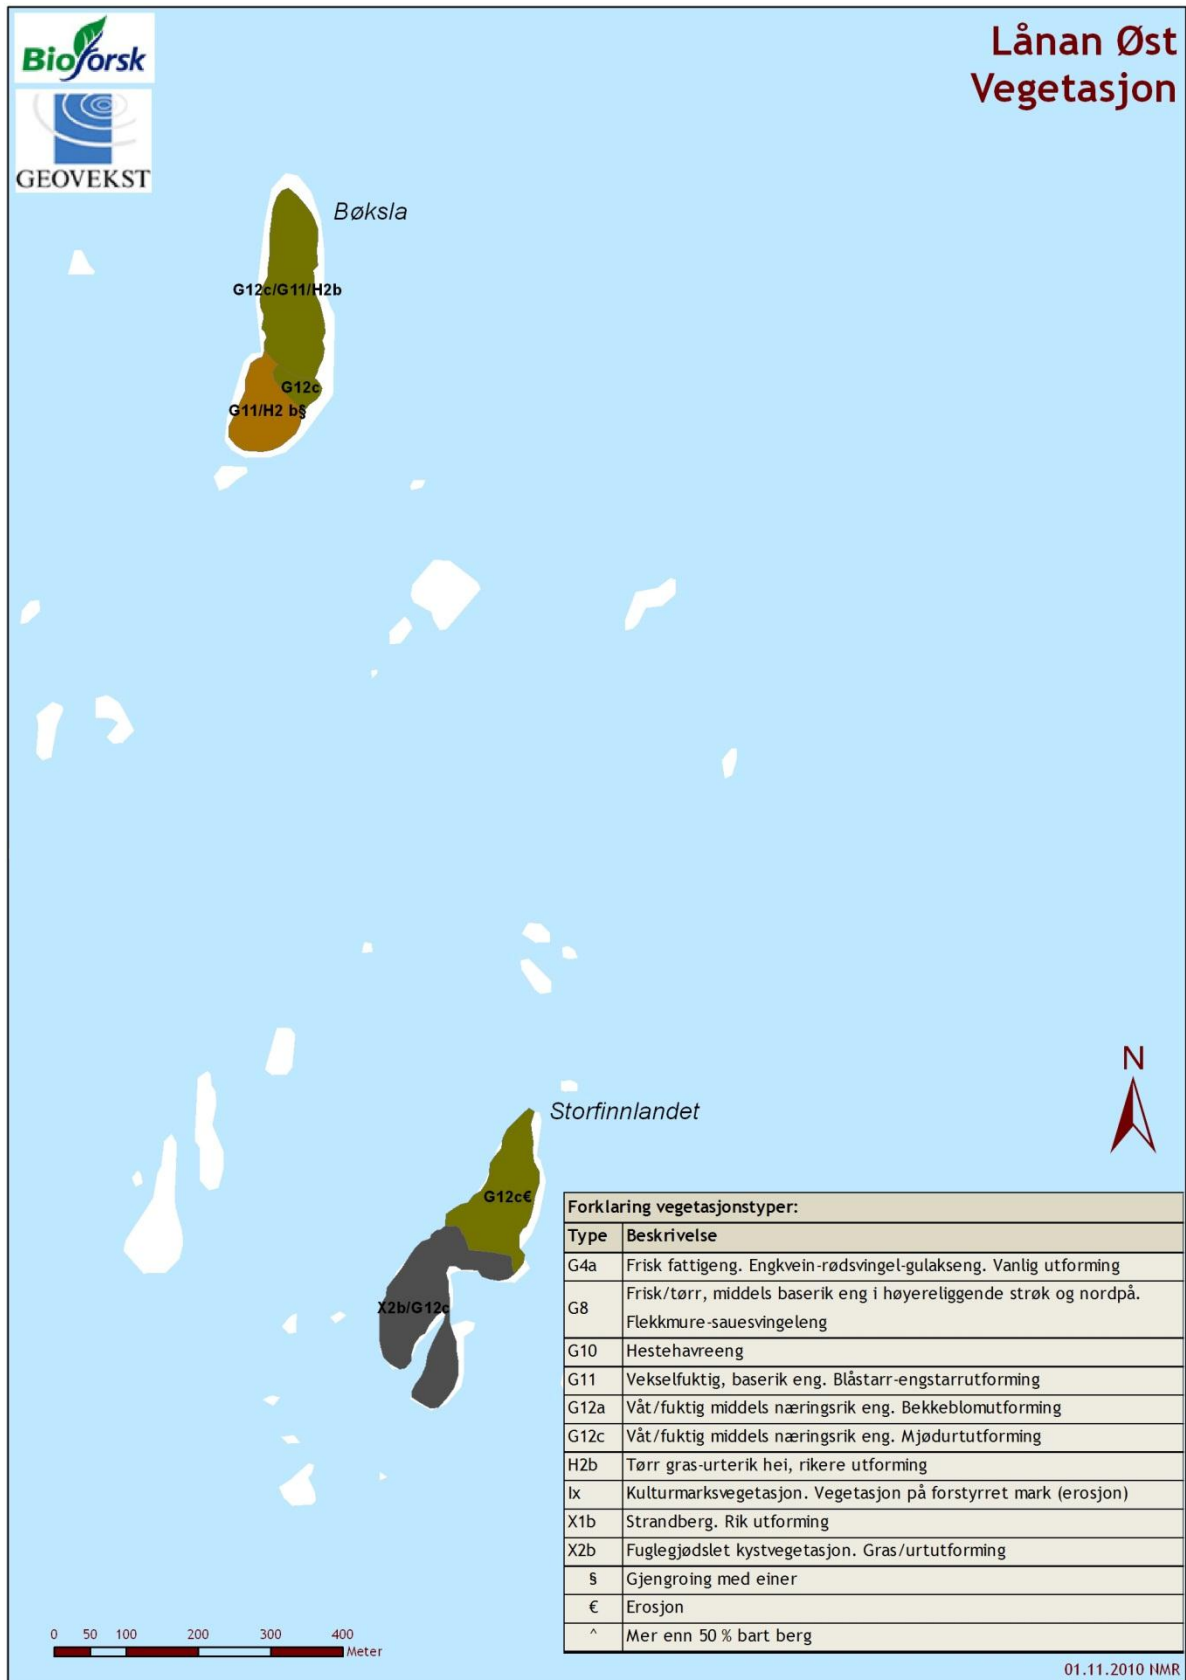 Bioforsk
GEOVEKST
Lånan Øst
Vegetasjon
Bøksla
G12c/G11/H2b
G12c
G11/H2 b§
N
Storfinnlandet
G12c€
X2b/G12c
Forklaring vegetasjonstyper:
Type Beskrivelse
G4a Frisk fattigeng. Engkvein-rødsvingel-gulakseng. Vanlig utforming
G8 Frisk/tørr, middels baserik eng i høyereliggende strøk og nordpå.
Flekkmure-sauesvingeleng
G10 Hestehavreeng
G11 Vekselfuktig, baserik eng. Blåstarr-engstarrutforming
G12a Våt/fuktig middels næringsrik eng. Bekkeblomutforming
G12c Våt/fuktig middels næringsrik eng. Mjødurtutforming
H2b Tørr gras-urterik hei, rikere utforming
Ix Kulturmarksvegetasjon. Vegetasjon på forstyrret mark (erosjon)
X1b Strandberg. Rik utforming
X2b Fuglegjødslet kystvegetasjon. Gras/urtutforming
§ Gjengroing med einer
€ Erosjon
^ Mer enn 50 % bart berg
0 50 100 200 300 400
Meter
01.11.2010 NMR